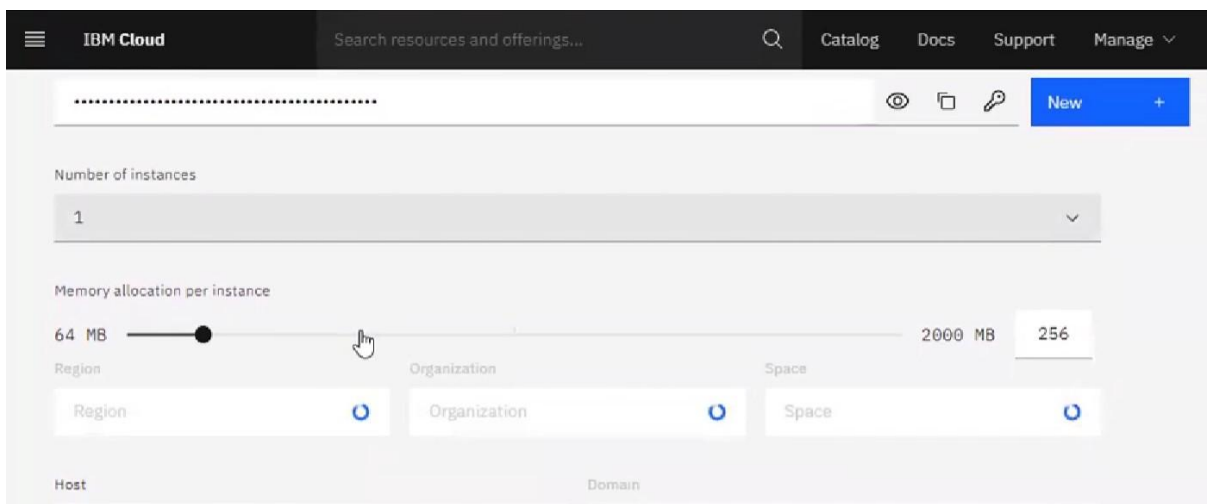 IBM Cloud Search resources and offerings... Catalog Docs Support Manage
New +
Number of instances
1
Memory allocation per instance
64 MB 2000 MB 256
Region Organization Space
Region Organization Space
Host Domain